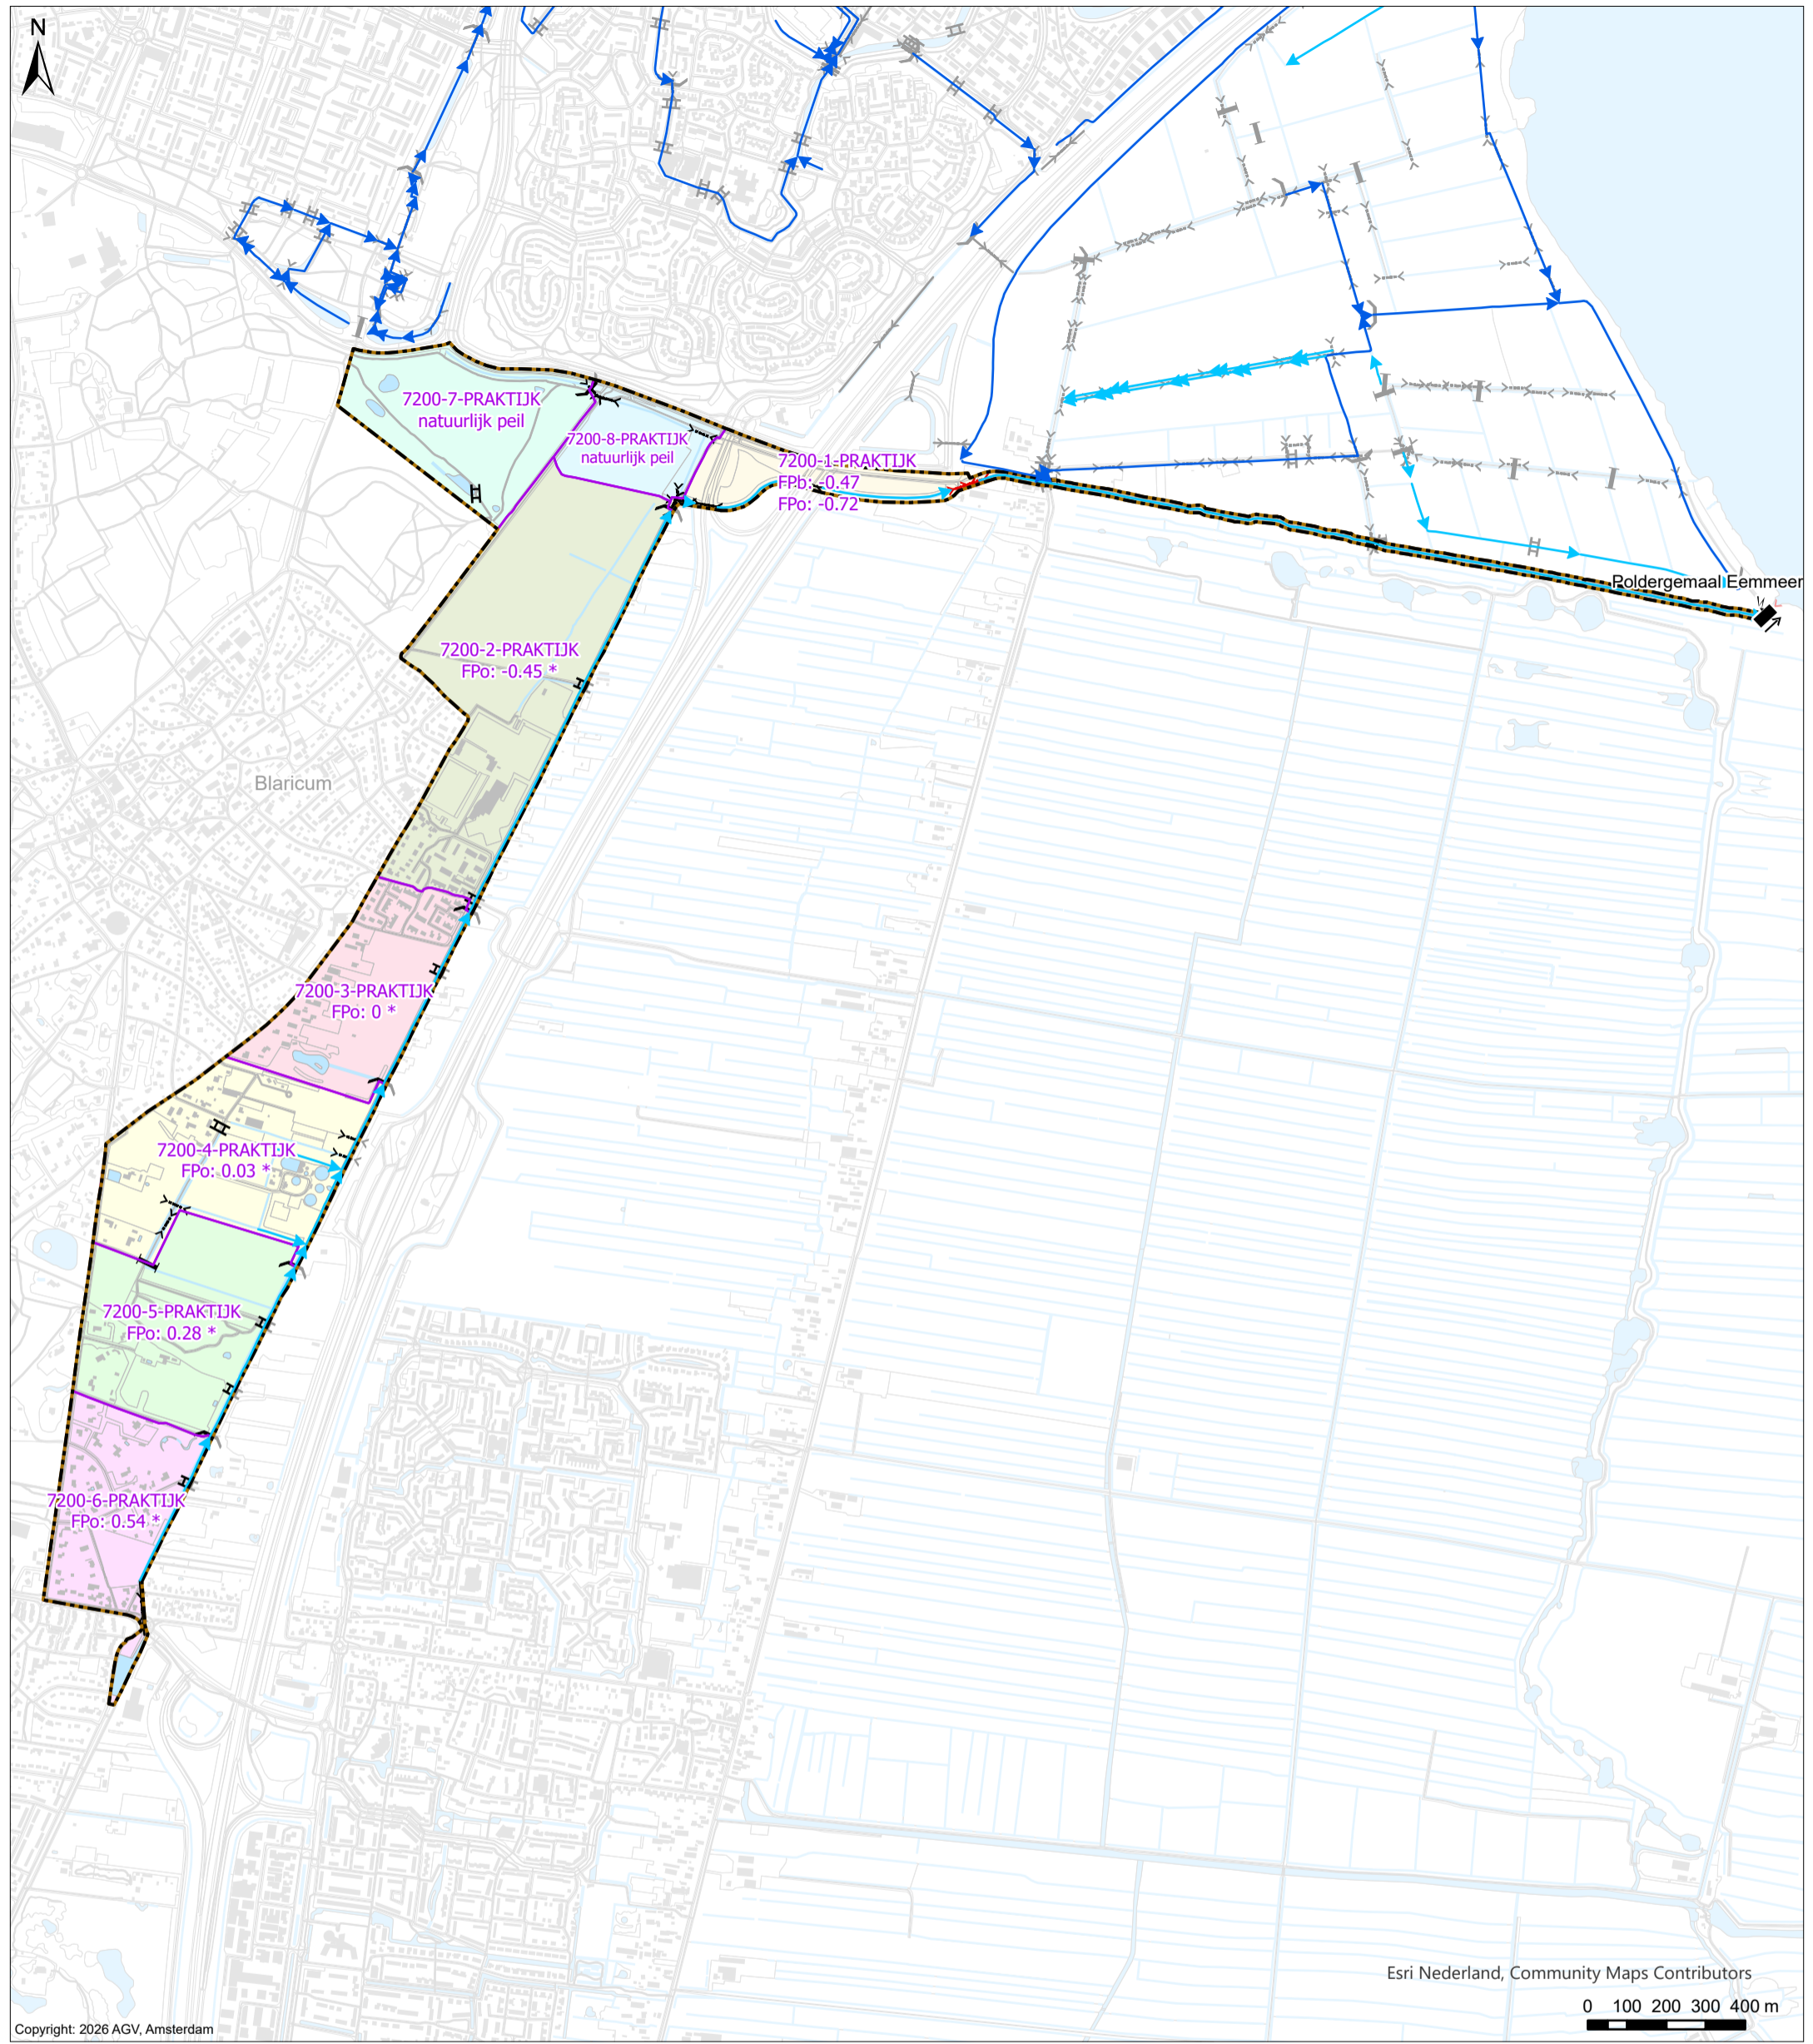 N
7200-7-PRAKTIJK
natuurlijk peil
7200-8-PRAKTIJK
natuurlijk peil
7200-1-PRAKTIJK
FPb: -0.47
FPo: -0.72
Poldergemaal Eemmeer
7200-2-PRAKTIJK
FPo: -0.45 *
Blaricum
7200-3-PRAKTIJK
FPo: 0 *
7200-4-PRAKTIJK
FPo: 0.03 *
7200-5-PRAKTIJK
FPo: 0.28 *
7200-6-PRAKTIJK
FPo: 0.54 *
Esri Nederland, Community Maps Contributors
0 100 200 300 400 m
Copyright: 2026 AGV, Amsterdam